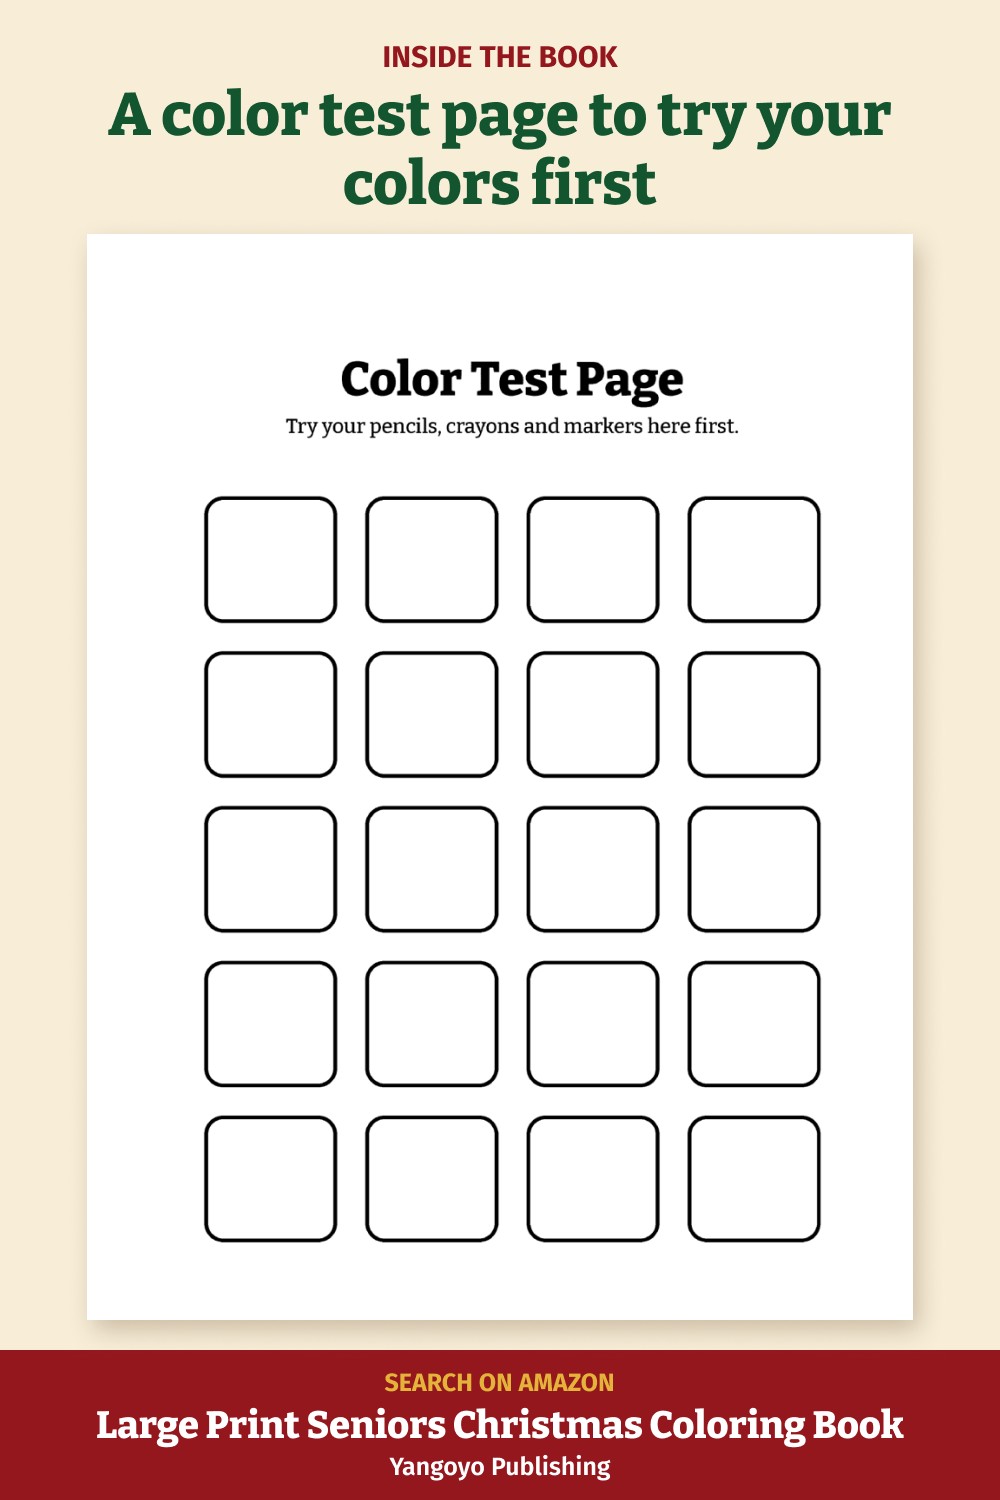 INSIDE THE BOOK
A color test page to try your
colors first
Color Test Page
Try your pencils, crayons and markers here first.
SEARCH ON AMAZON
Large Print Seniors Christmas Coloring Book
Yangoyo Publishing